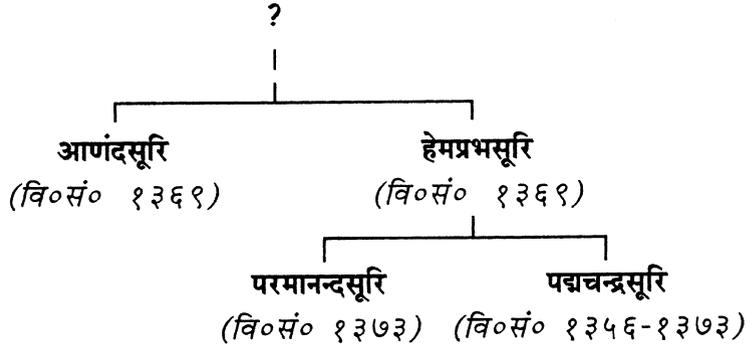 ?
आणंदसूरि हेमप्रभसूरि
(वि०सं० १३६९) (वि०सं० १३६९)
परमानन्दसूरि पद्मचन्द्रसूरि
(वि०सं० १३७३) (वि०सं० १३५६-१३७३)